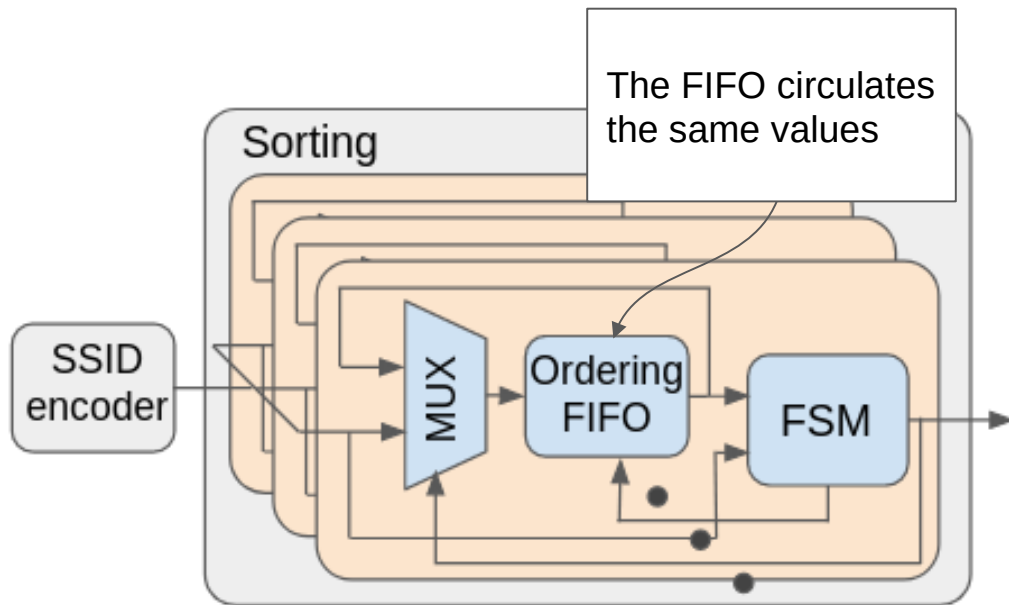 The FIFO circulates
the same values
Sorting
SSID
encoder
MUX
Ordering
FIFO
FSM